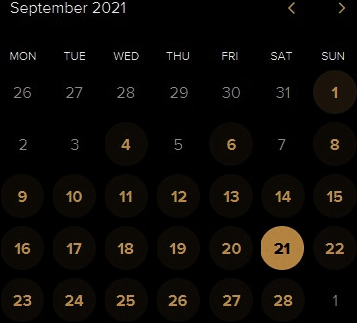 September 2021
MON TUE WED THU FRI SAT SUN
26 27 28 29 30 31 1
2 3 4 5 6 7 8
9 10 11 12 13 14 15
16 17 18 19 20 21 22
23 24 25 26 27 28 1